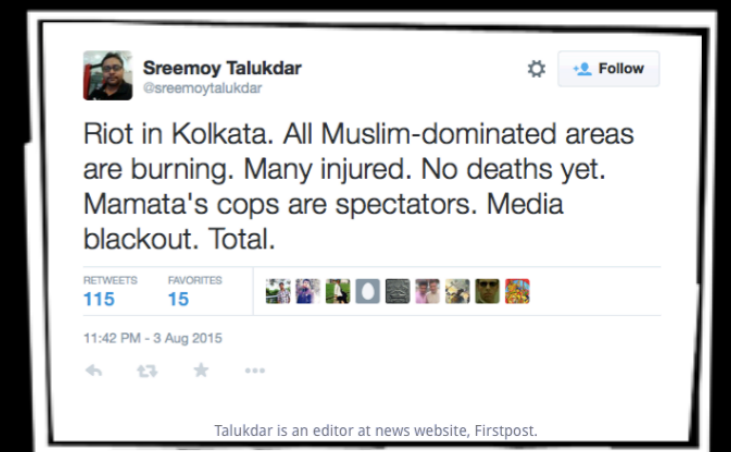 Sreemoy Talukdar
@sreemoytalukdar
Follow
Riot in Kolkata. All Muslim-dominated areas
are burning. Many injured. No deaths yet.
Mamata's cops are spectators. Media
blackout. Total.
RETWEETS FAVORITES
115 15
11:42 PM - 3 Aug 2015
Talukdar is an editor at news website, Firstpost.